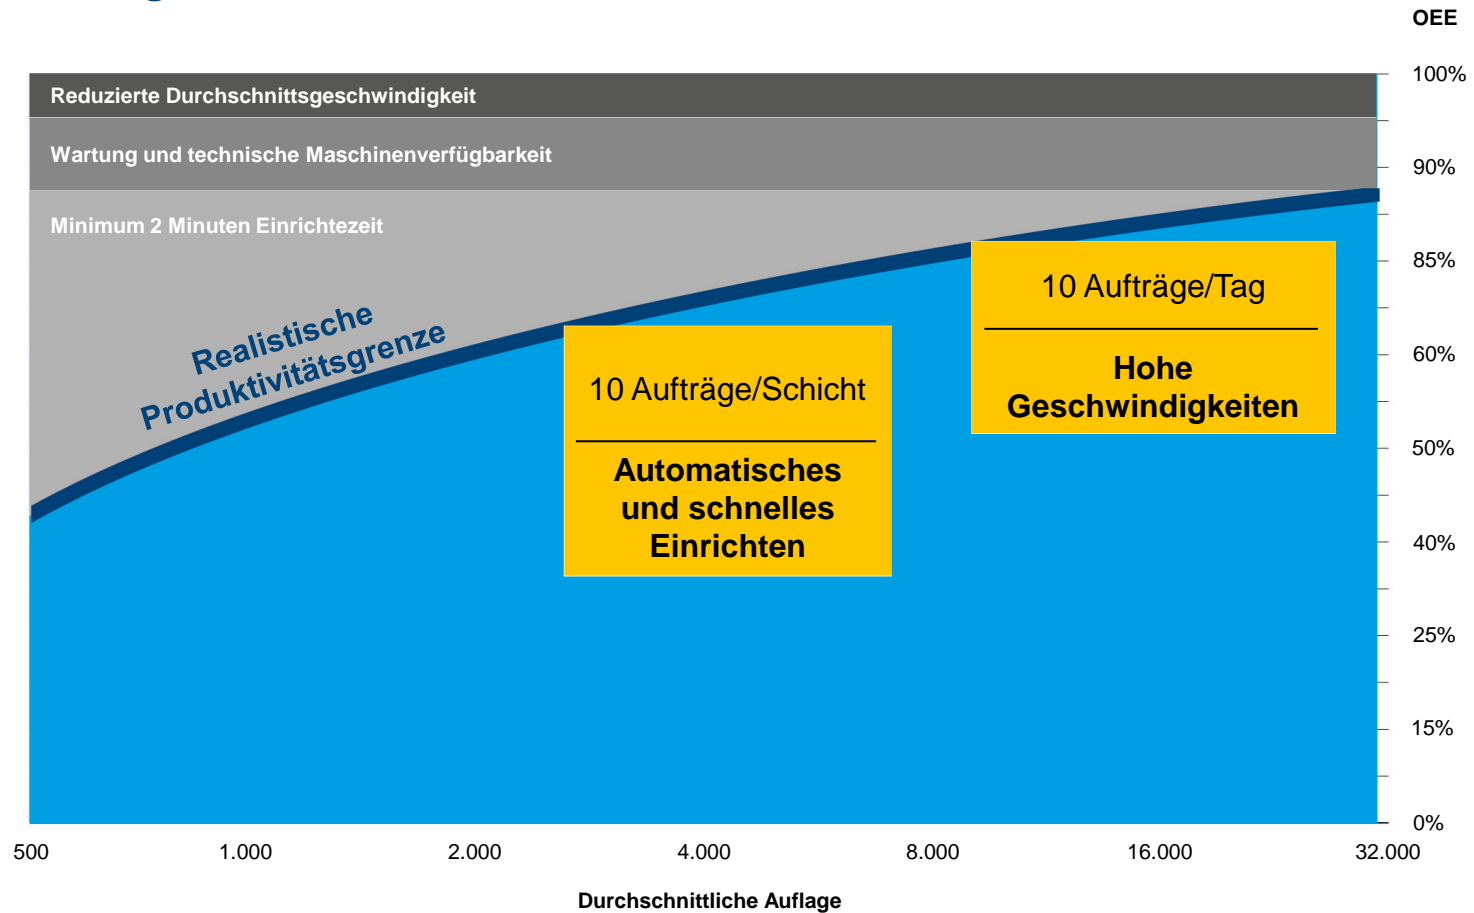 OEE
100%
Reduzierte Durchschnittsgeschwindigkeit
Wartung und technische Maschinenverfügbarkeit
90%
Minimum 2 Minuten Einrichtezeit
85%
10 Aufträge/Tag
Hohe
Geschwindigkeiten
Realistische
Produktivitätsgrenze
60%
10 Aufträge/Schicht
Automatisches
und schnelles
Einrichten
50%
40%
25%
15%
0%
500 1.000 2.000 4.000 8.000 16.000 32.000
Durchschnittliche Auflage